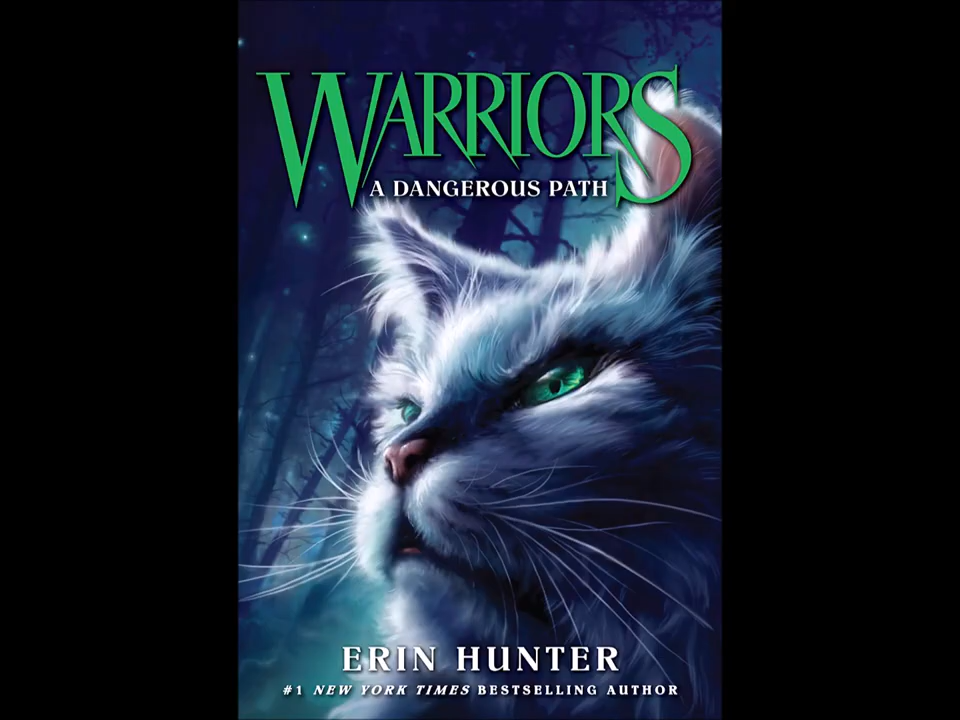 WARRIORS
A DANGEROUS PATH
ERIN HUNTER
#1 NEW YORK TIMES BESTSELLING AUTHOR